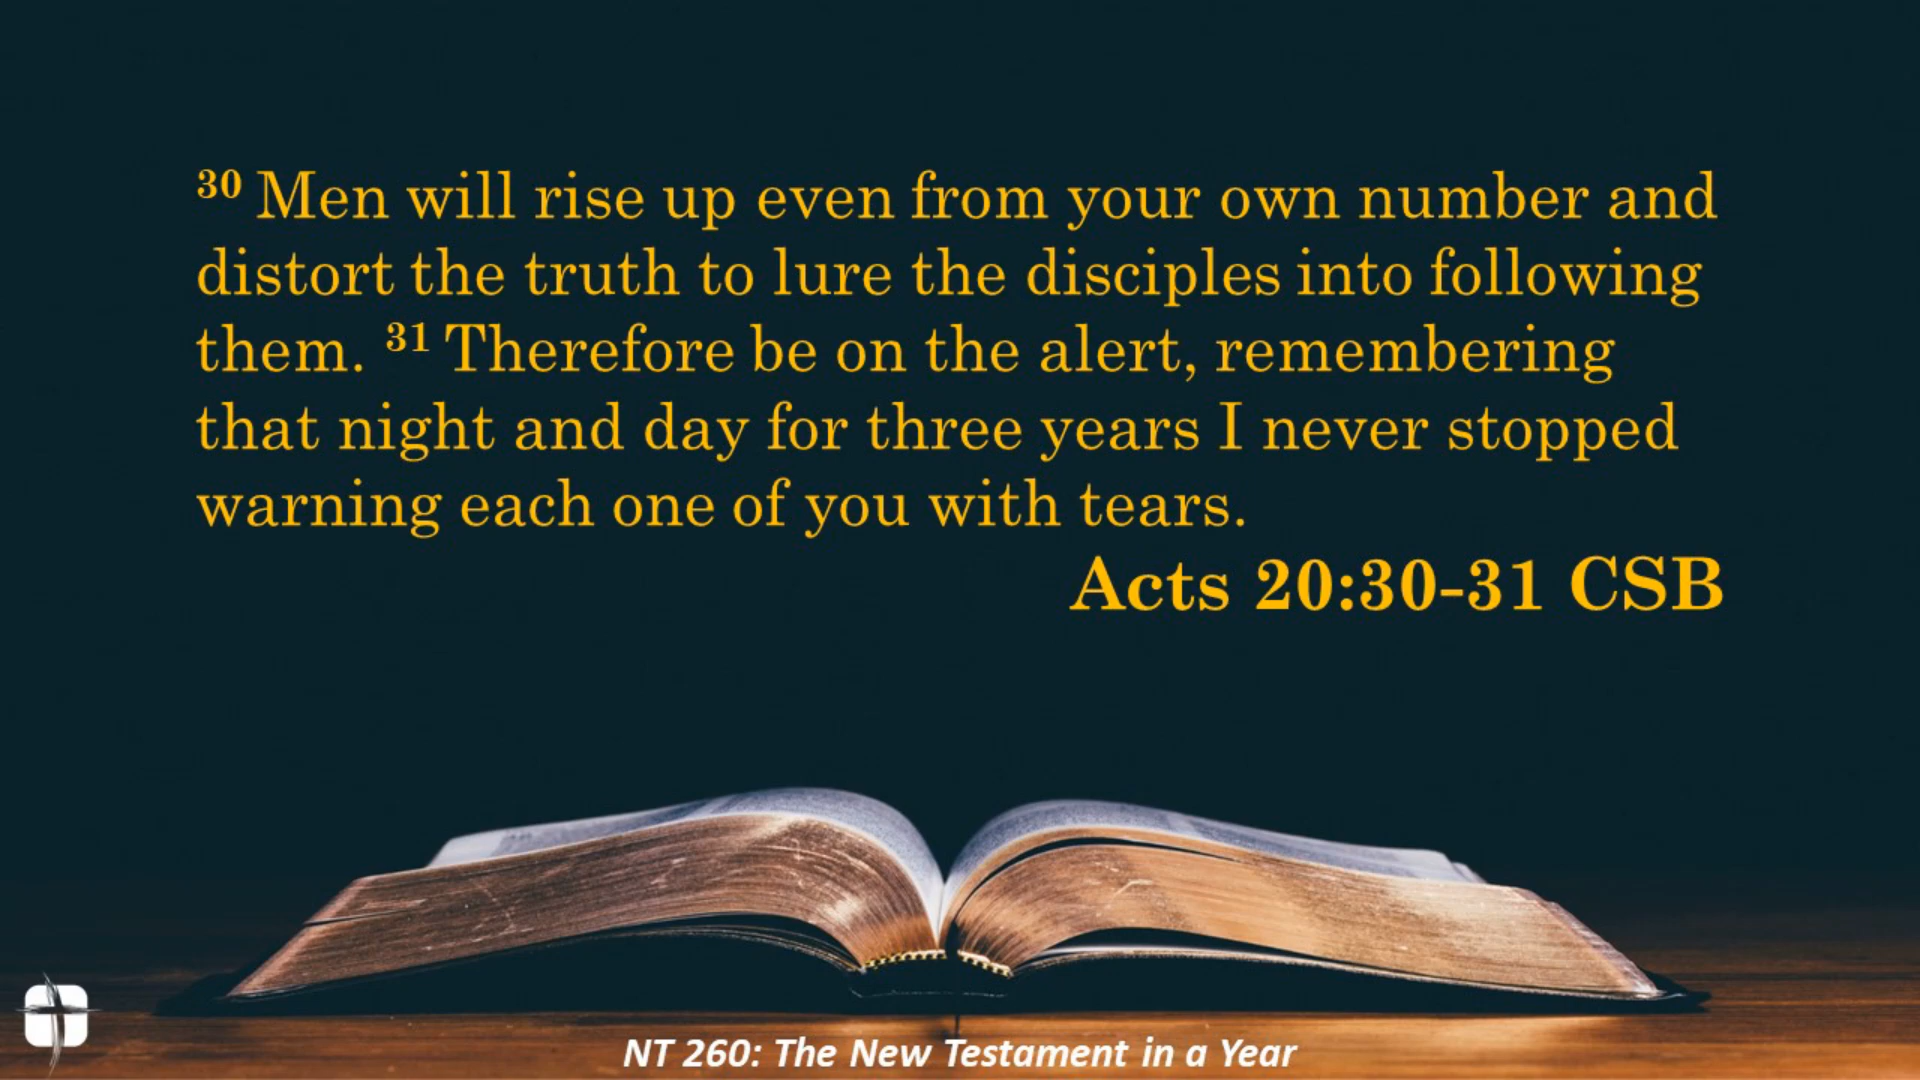 ³⁰ Men will rise up even from your own number and
distort the truth to lure the disciples into following
them. ³¹ Therefore be on the alert, remembering
that night and day for three years I never stopped
warning each one of you with tears.
Acts 20:30-31 CSB
NT 260: The New Testament in a Year